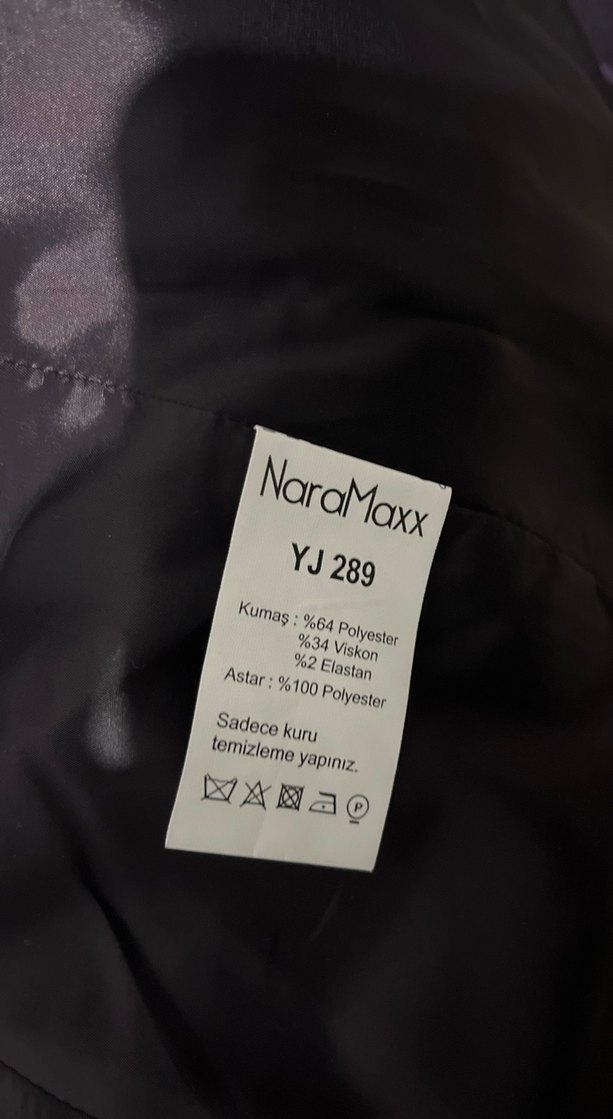 NaraMaxx
YJ 289
Kumaş : %64 Polyester
%34 Viskon
%2 Elastan
Astar : %100 Polyester
Sadece kuru
temizleme yapınız.
P